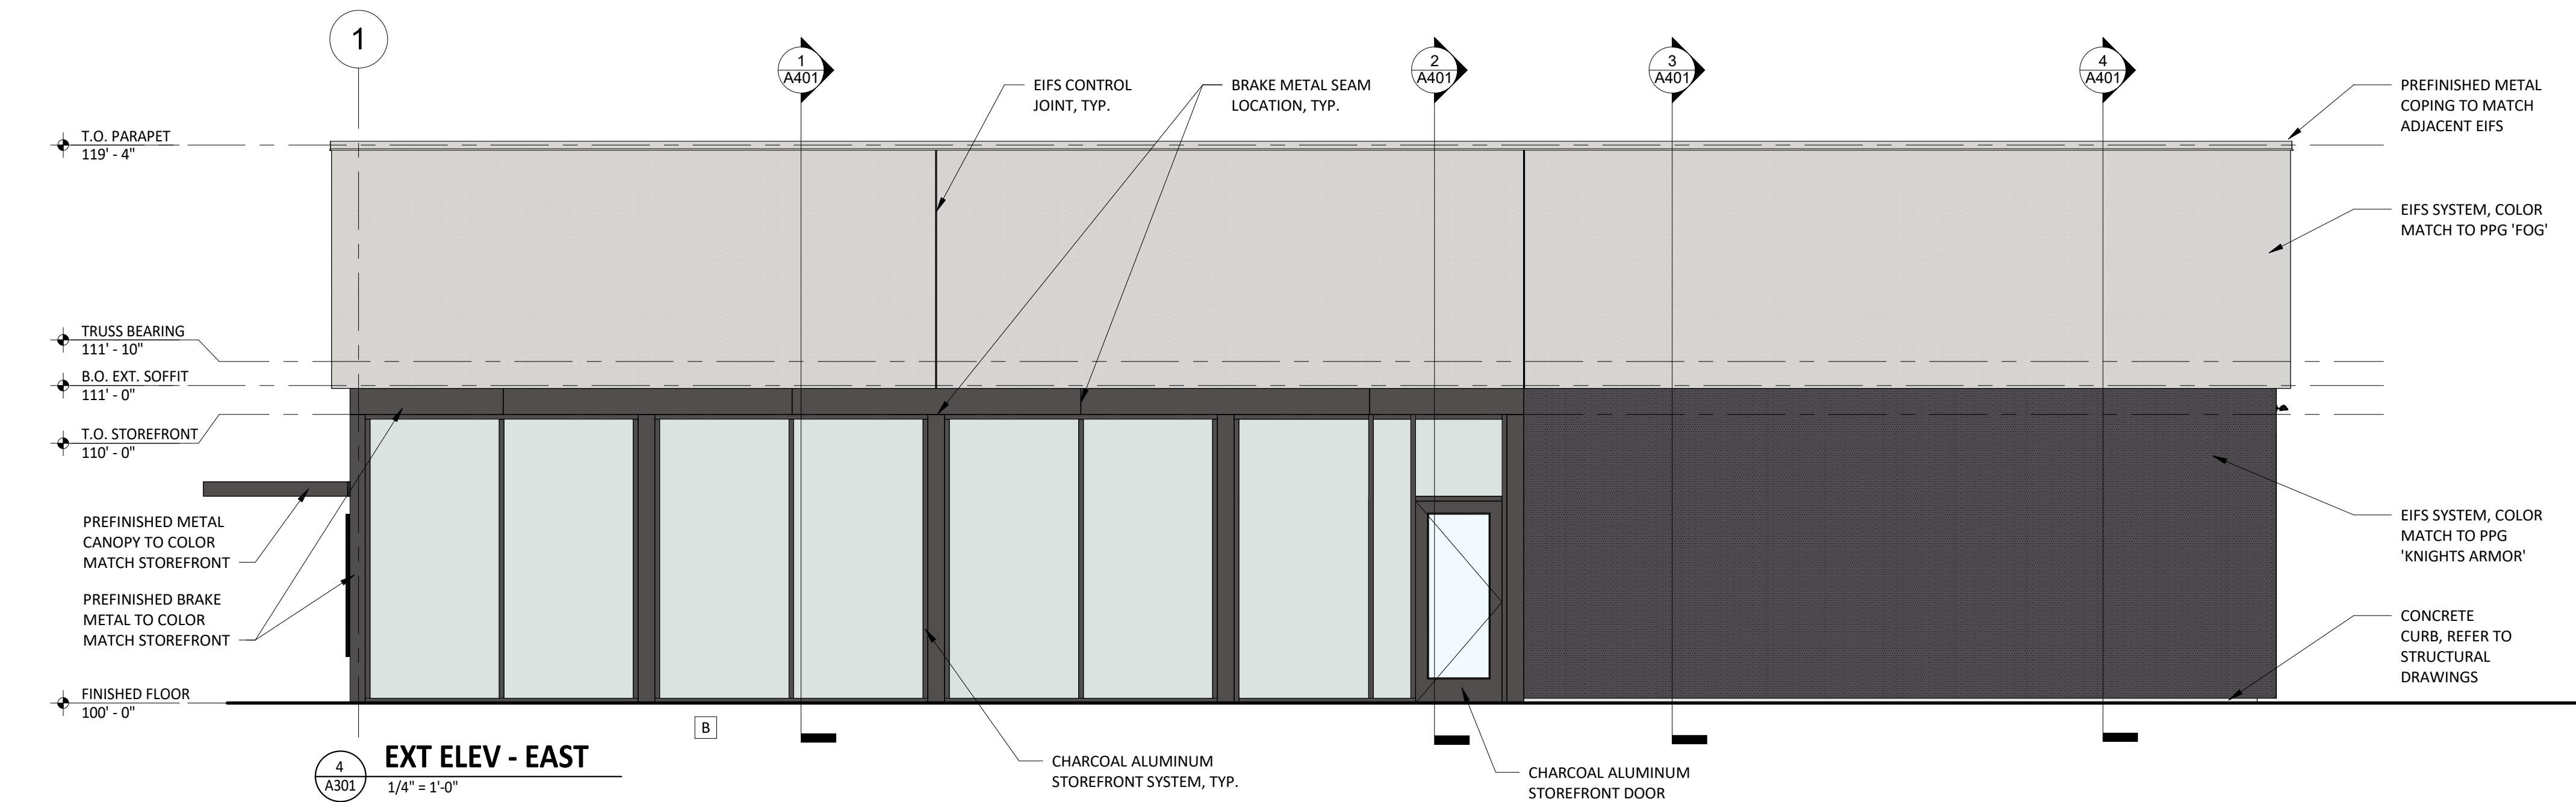 1
1
A401
2
A401
3
A401
4
A401
EIFS CONTROL
JOINT, TYP.
BRAKE METAL SEAM
LOCATION, TYP.
PREFINISHED METAL
COPING TO MATCH
ADJACENT EIFS
T.O. PARAPET
119' - 4"
EIFS SYSTEM, COLOR
MATCH TO PPG 'FOG'
TRUSS BEARING
111' - 10"
B.O. EXT. SOFFIT
111' - 0"
T.O. STOREFRONT
110' - 0"
PREFINISHED METAL
CANOPY TO COLOR
MATCH STOREFRONT
EIFS SYSTEM, COLOR
MATCH TO PPG
'KNIGHTS ARMOR'
PREFINISHED BRAKE
METAL TO COLOR
MATCH STOREFRONT
CONCRETE
CURB, REFER TO
STRUCTURAL
DRAWINGS
FINISHED FLOOR
100' - 0"
B
4
A301
EXT ELEV - EAST
1/4" = 1'-0"
CHARCOAL ALUMINUM
STOREFRONT SYSTEM, TYP.
CHARCOAL ALUMINUM
STOREFRONT DOOR